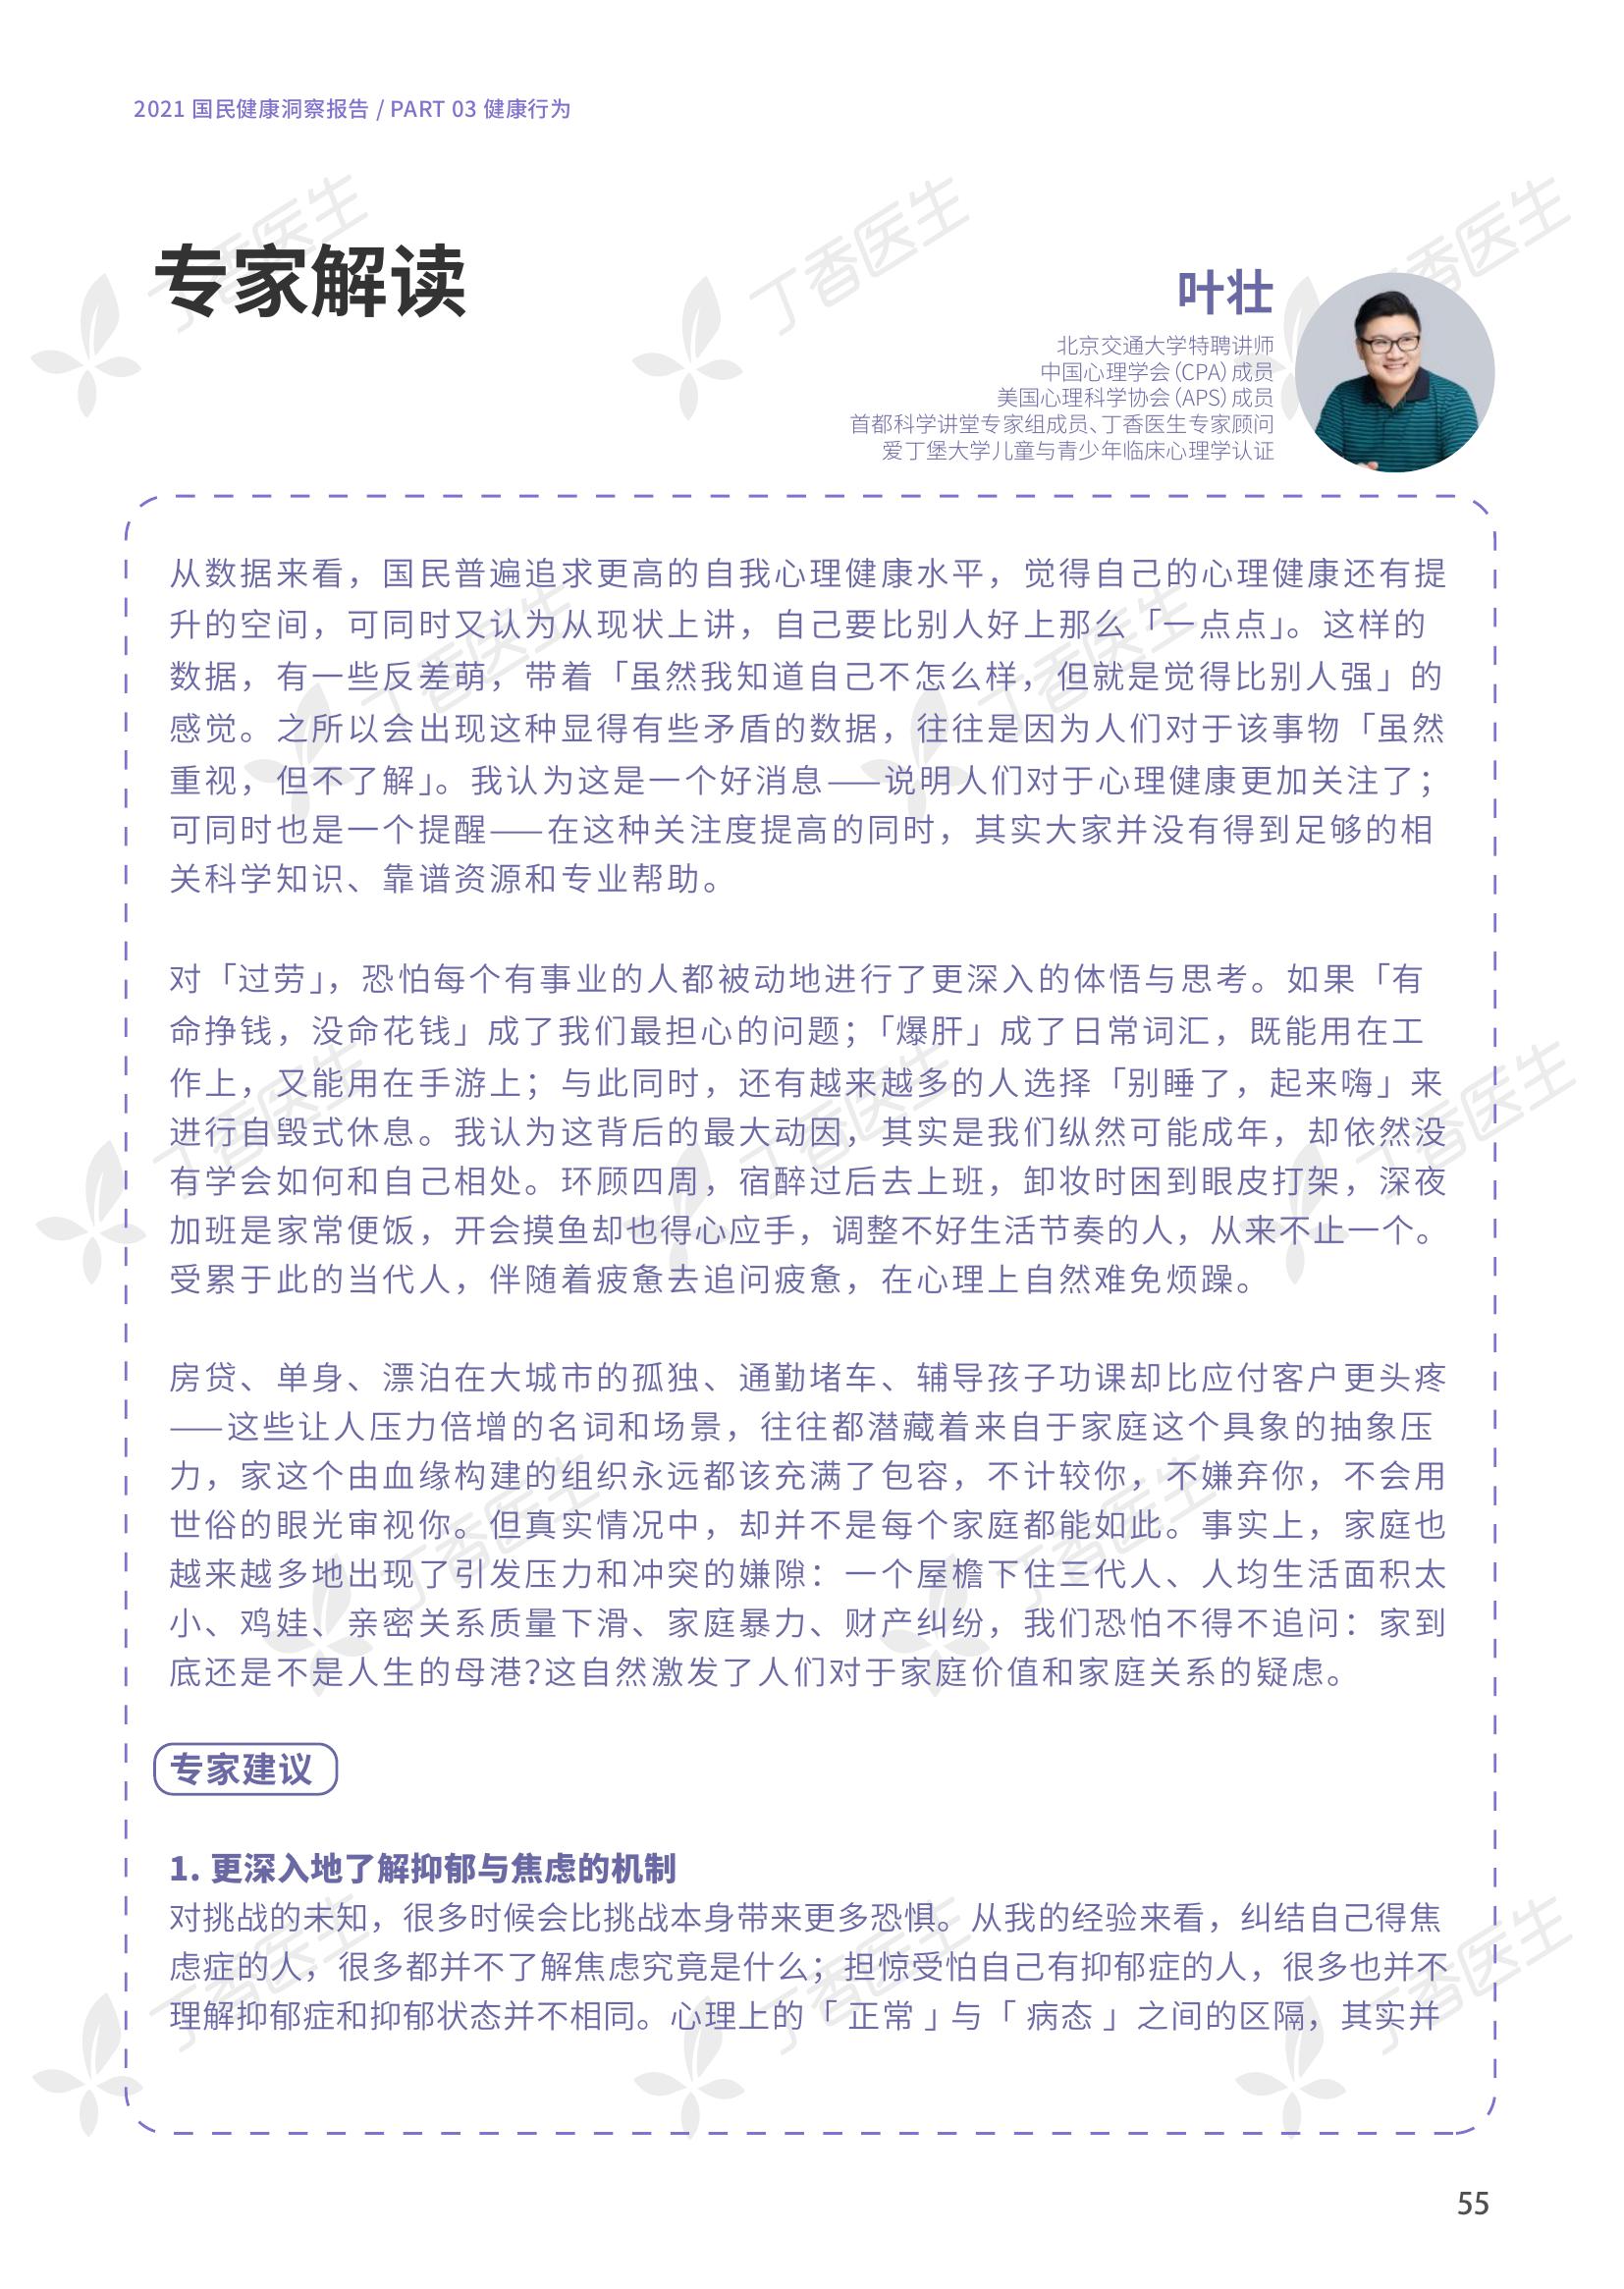 2021 国民健康洞察报告 / PART 03 健康行为
专家解读
叶壮
北京交通大学特聘讲师
中国心理学会（CPA）成员
美国心理科学协会（APS）成员
首都科学讲堂专家组成员、丁香医生专家顾问
爱丁堡大学儿童与青少年临床心理学认证
从数据来看，国民普遍追求更高的自我心理健康水平，觉得自己的心理健康还有提
升的空间，可同时又认为从现状上讲，自己要比别人好上那么「一点点」。这样的
数据，有一些反差萌，带着「虽然我知道自己不怎么样，但就是觉得比别人强」的
感觉。之所以会出现这种显得有些矛盾的数据，往往是因为人们对于该事物「虽然
重视，但不了解」。我认为这是一个好消息——说明人们对于心理健康更加关注了；
可同时也是一个提醒——在这种关注度提高的同时，其实大家并没有得到足够的相
关科学知识、靠谱资源和专业帮助。
对「过劳」，恐怕每个有事业的人都被动地进行了更深入的体悟与思考。如果「有
命挣钱，没命花钱」成了我们最担心的问题；「爆肝」成了日常词汇，既能用在工
作上，又能用在手游上；与此同时，还有越来越多的人选择「别睡了，起来嗨」来
进行自毁式休息。我认为这背后的最大动因，其实是我们纵然可能成年，却依然没
有学会如何和自己相处。环顾四周，宿醉过后去上班，卸妆时困到眼皮打架，深夜
加班是家常便饭，开会摸鱼却也得心应手，调整不好生活节奏的人，从来不止一个。
受累于此的当代人，伴随着疲惫去追问疲惫，在心理上自然难免烦躁。
房贷、单身、漂泊在大城市的孤独、通勤堵车、辅导孩子功课却比应付客户更头疼
——这些让人压力倍增的名词和场景，往往都潜藏着来自于家庭这个具象的抽象压
力，家这个由血缘构建的组织永远都该充满了包容，不计较你，不嫌弃你，不会用
世俗的眼光审视你。但真实情况中，却并不是每个家庭都能如此。事实上，家庭也
越来越多地出现了引发压力和冲突的嫌隙：一个屋檐下住三代人、人均生活面积太
小、鸡娃、亲密关系质量下滑、家庭暴力、财产纠纷，我们恐怕不得不追问：家到
底还是不是人生的母港？这自然激发了人们对于家庭价值和家庭关系的疑虑。
专家建议
1. 更深入地了解抑郁与焦虑的机制
对挑战的未知，很多时候会比挑战本身带来更多恐惧。从我的经验来看，纠结自己得焦
虑症的人，很多都并不了解焦虑究竟是什么；担惊受怕自己有抑郁症的人，很多也并不
理解抑郁症和抑郁状态并不相同。心理上的「 正常 」与「 病态 」之间的区隔，其实并
55
丁香医生